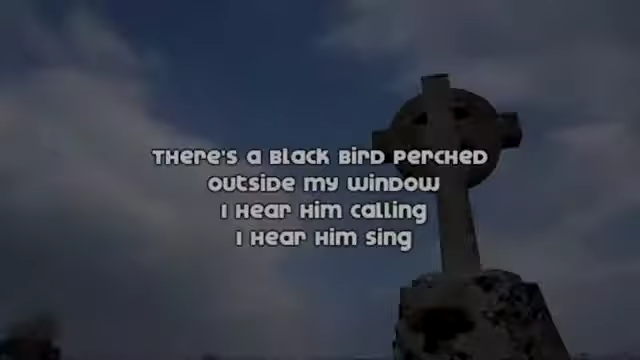 There's a black bird perched
outside my window
I hear him calling
I hear him sing